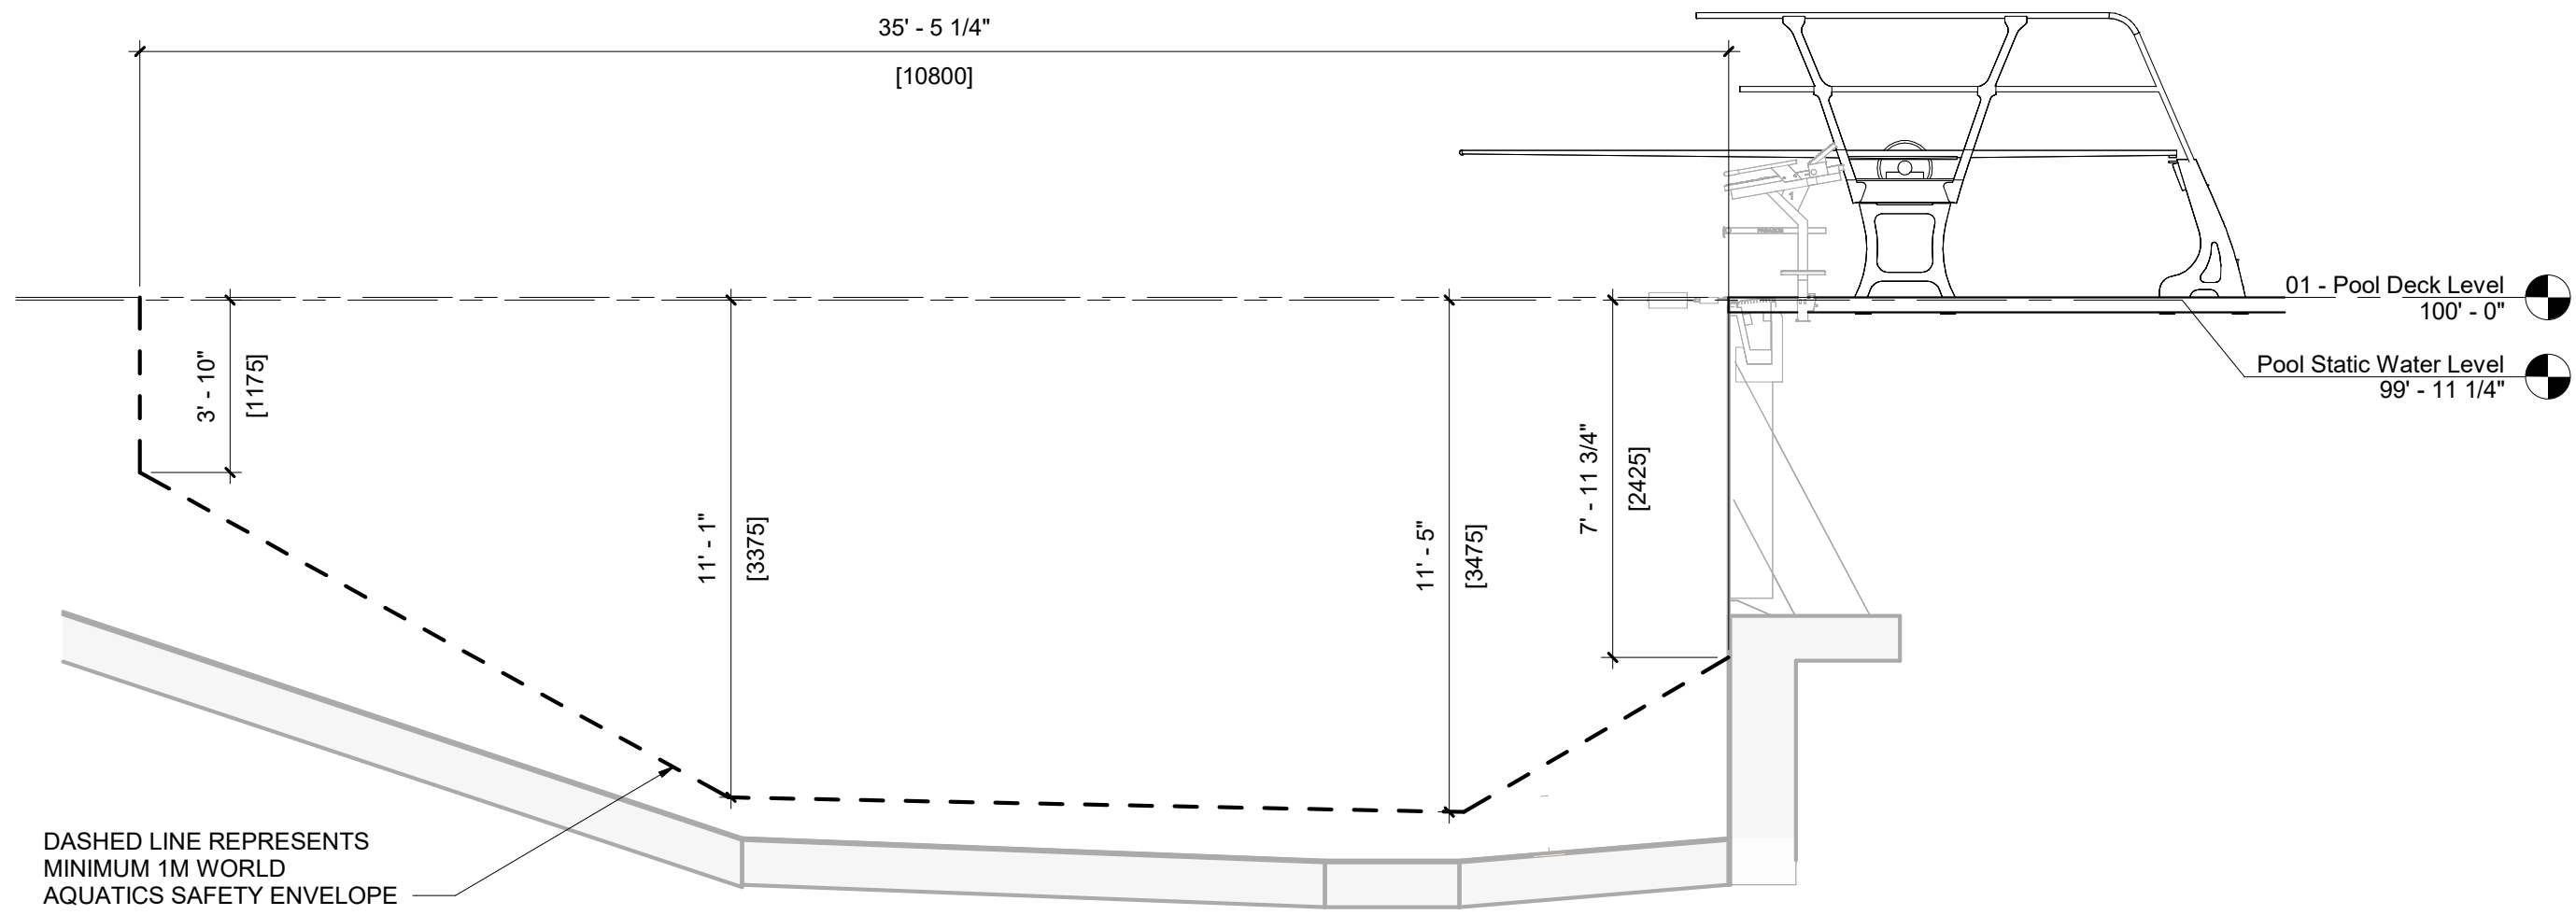 35' - 5 1/4"
[10800]
1
01 - Pool Deck Level
100' - 0"
Pool Static Water Level
99' - 11 1/4"
3' - 10"
[1175]
11' - 1"
[3375]
11' - 5"
[3475]
7' - 11 3/4"
[2425]
DASHED LINE REPRESENTS
MINIMUM 1M WORLD
AQUATICS SAFETY ENVELOPE